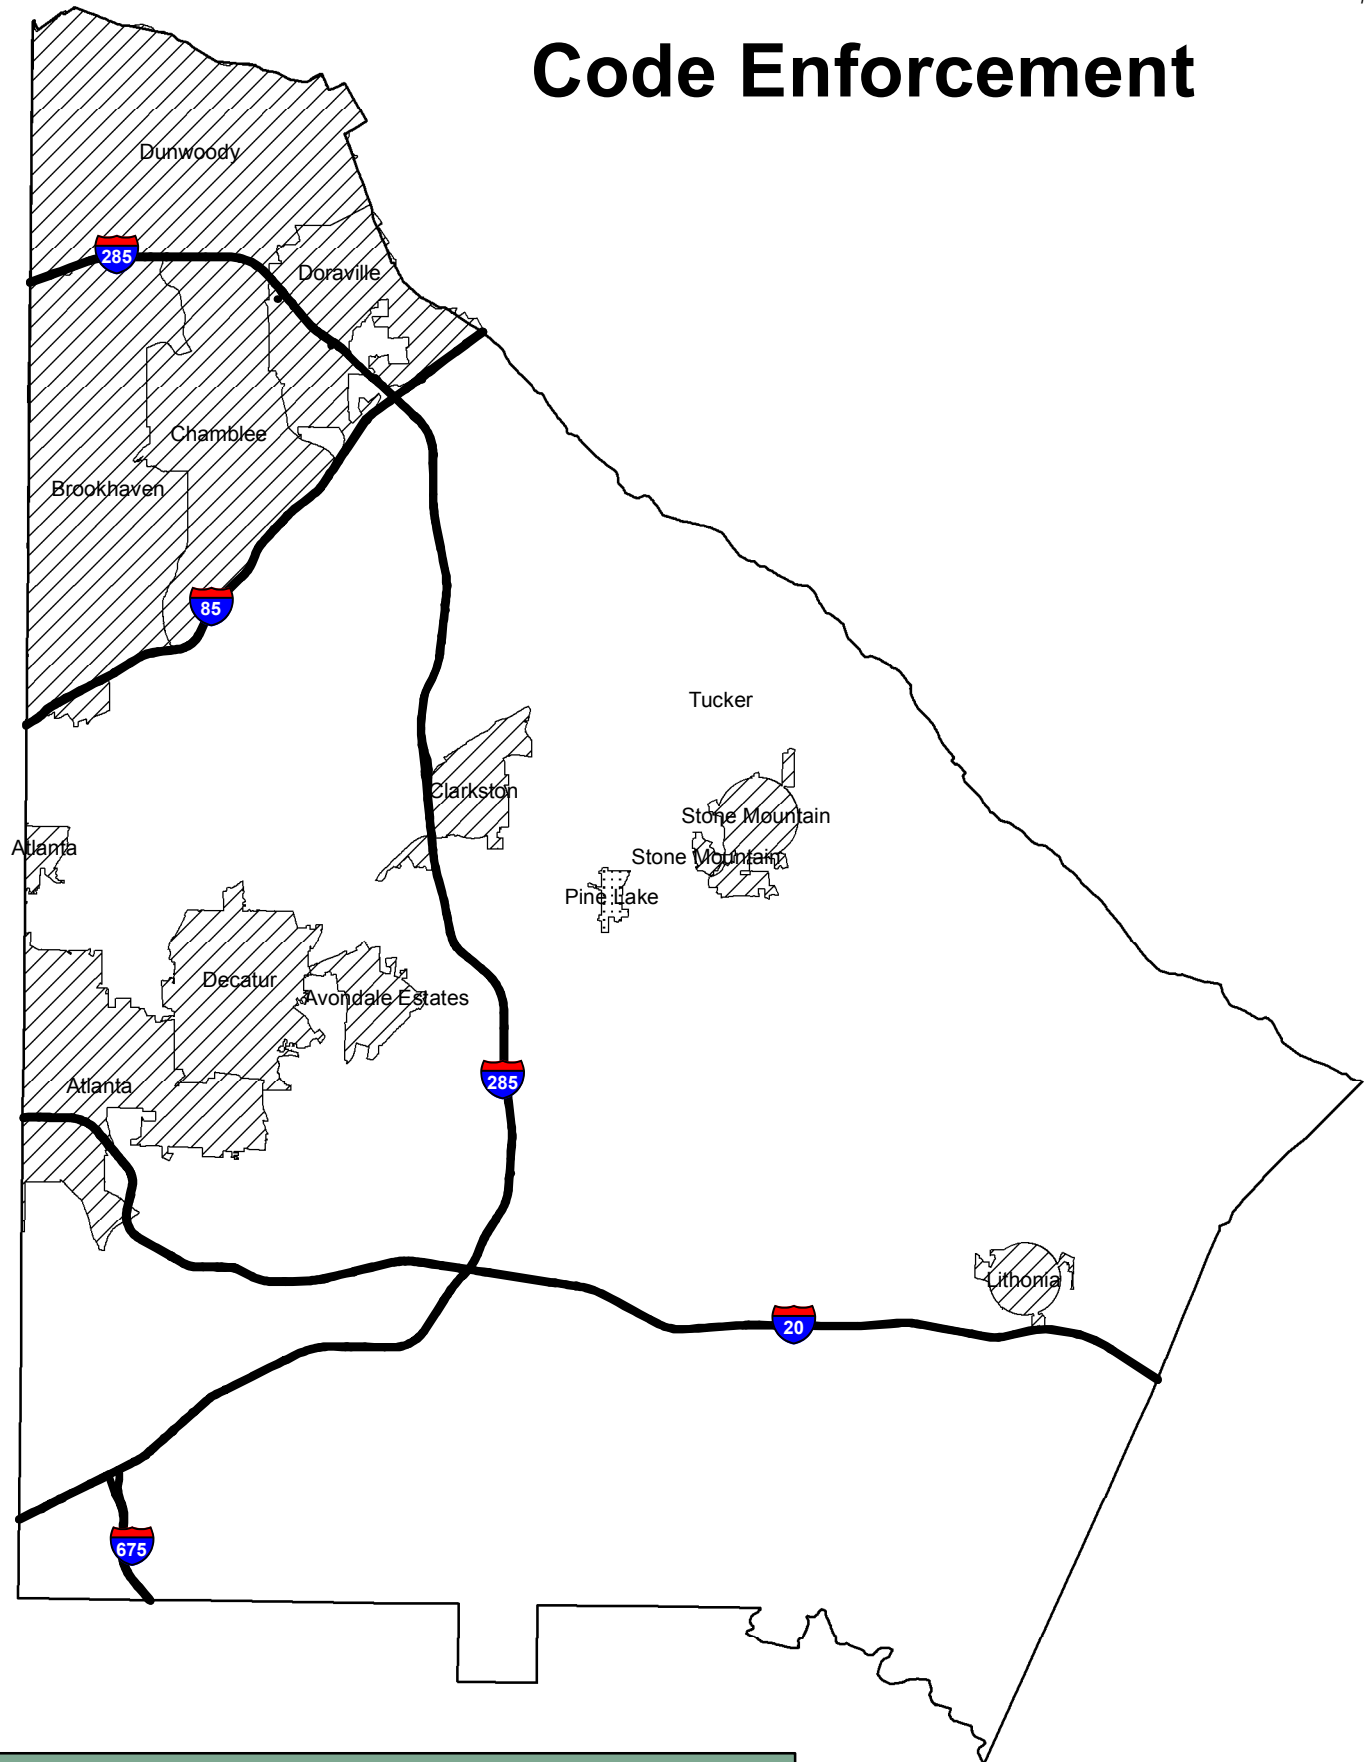 Code Enforcement
Dunwoody
285
Doraville
Chamblee
Brookhaven
85
Tucker
Clarkston
Stone Mountain
Atlanta
Stone Mountain
Pine Lake
Decatur
Avondale Estates
285
Atlanta
Lithonia
20
675